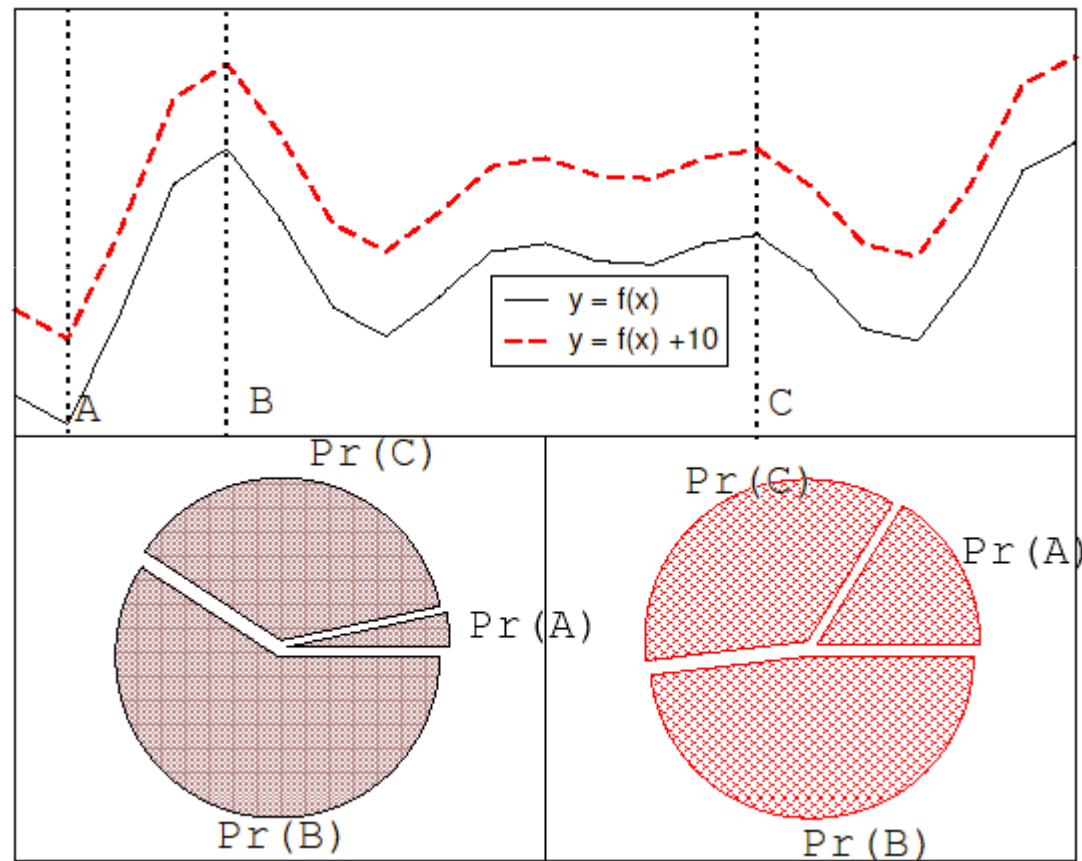 y = f(x)
y = f(x) +10
A
B
C
Pr(C)
Pr(A)
Pr(B)
Pr(C)
Pr(A)
Pr(B)